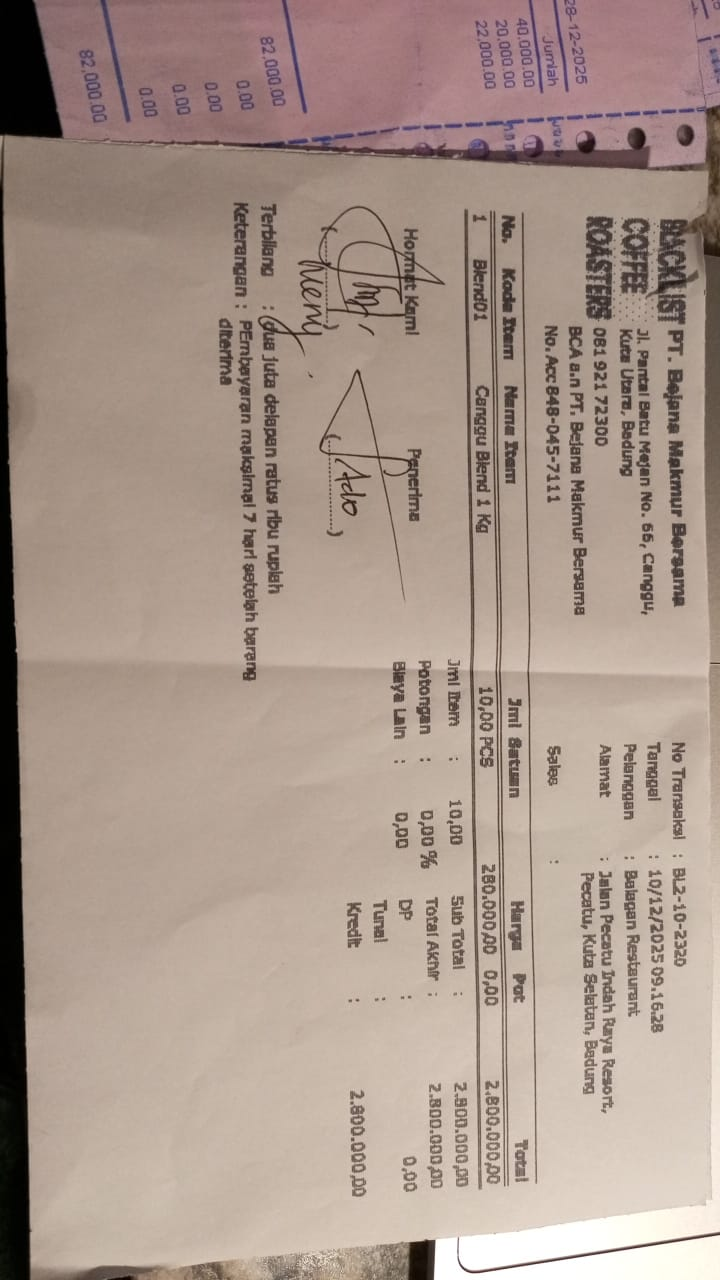 BLACKLIST
COFFEE
ROASTERS
PT. Bejana Makmur Bersama
Jl. Pantai Batu Mejan No. 66, Canggu,
Kuta Utara, Badung
081 921 72300
BCA a.n PT. Bejana Makmur Bersama
No. Acc 848-045-7111
No Transaksi : BL2-10-2320
Tanggal : 10/12/2025 09.16.28
Pelanggan : Balagan Restaurant
Alamat : Jalan Pecatu Indah Raya Resort,
Pecatu, Kuta Selatan, Badung
Sales :
No. Kode Item Nama Item Jml Satuan Harga Pot Total
1 Blend01 Canggu Blend 1 Kg 10,00 PCS 280.000,00 0,00 2.800.000,00
Jml Item : 10,00 Sub Total : 2.800.000,00
Potongan : 0,00 % Total Akhir : 2.800.000,00
Biaya Lain : 0,00 DP : 0,00
Tunai :
Kredit : 2.800.000,00
Hormat Kami Penerima
(Meny) (Ado)
Terbilang : dua juta delapan ratus ribu rupiah
Keterangan : PEmbayaran maksimal 7 hari setelah barang
diterima
28-12-2025
Jumlah
40,000.00
20,000.00
22,000.00
82,000.00
0.00
0.00
0.00
0.00
82,000.00